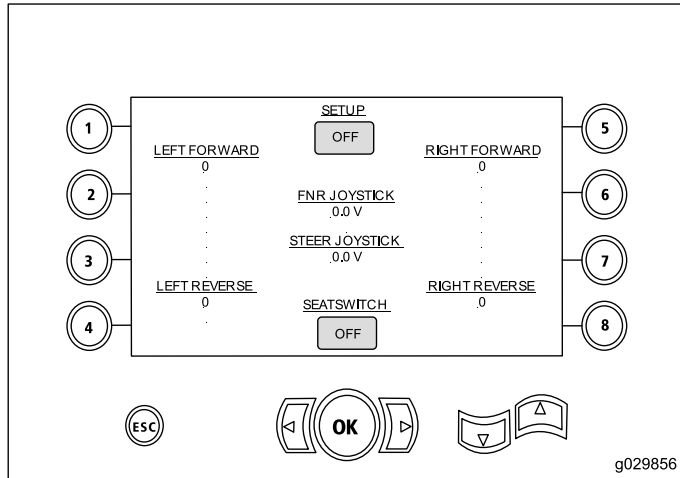 SETUP
OFF
LEFT FORWARD
0
RIGHT FORWARD
0
FNR JOYSTICK
0.0 V
STEER JOYSTICK
0.0 V
LEFT REVERSE
0
RIGHT REVERSE
0
SEATSWITCH
OFF
1
2
3
4
5
6
7
8
ESC
OK
g029856